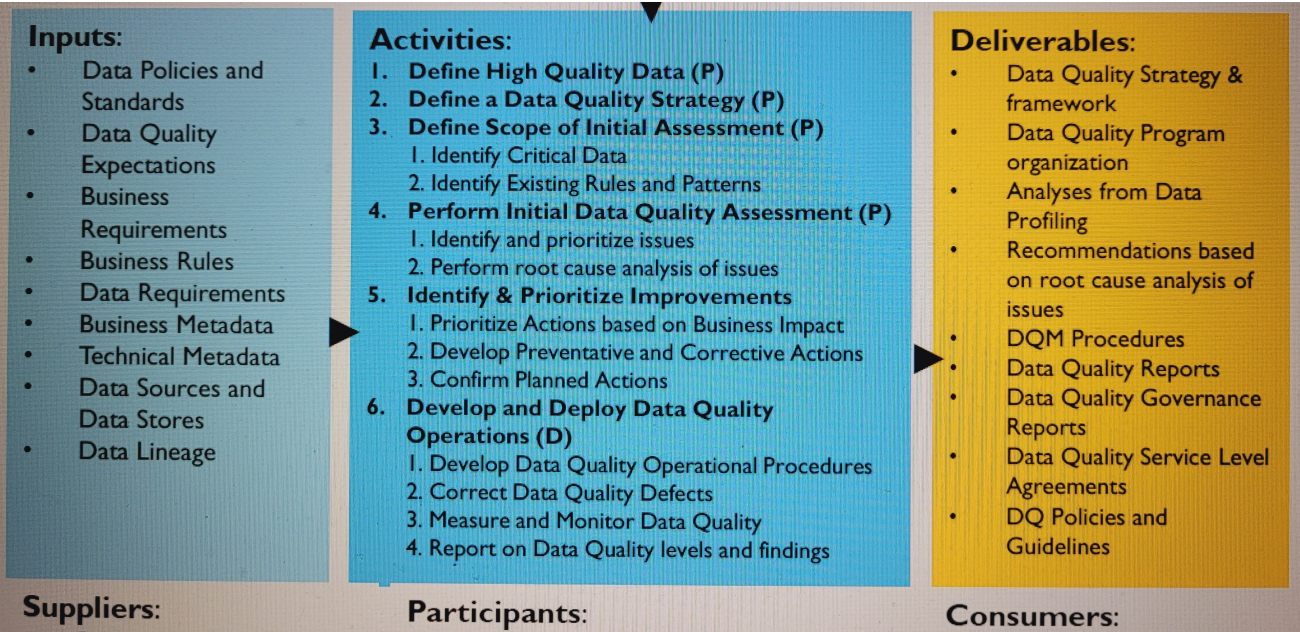 Inputs:
• Data Policies and
Standards
• Data Quality
Expectations
• Business
Requirements
• Business Rules
• Data Requirements
• Business Metadata
• Technical Metadata
• Data Sources and
Data Stores
• Data Lineage
Activities:
1. Define High Quality Data (P)
2. Define a Data Quality Strategy (P)
3. Define Scope of Initial Assessment (P)
1. Identify Critical Data
2. Identify Existing Rules and Patterns
4. Perform Initial Data Quality Assessment (P)
1. Identify and prioritize issues
2. Perform root cause analysis of issues
5. Identify & Prioritize Improvements
1. Prioritize Actions based on Business Impact
2. Develop Preventative and Corrective Actions
3. Confirm Planned Actions
6. Develop and Deploy Data Quality
Operations (D)
1. Develop Data Quality Operational Procedures
2. Correct Data Quality Defects
3. Measure and Monitor Data Quality
4. Report on Data Quality levels and findings
Deliverables:
• Data Quality Strategy &
framework
• Data Quality Program
organization
• Analyses from Data
Profiling
• Recommendations based
on root cause analysis of
issues
• DQM Procedures
• Data Quality Reports
• Data Quality Governance
Reports
• Data Quality Service Level
Agreements
• DQ Policies and
Guidelines
Suppliers:
Participants:
Consumers: